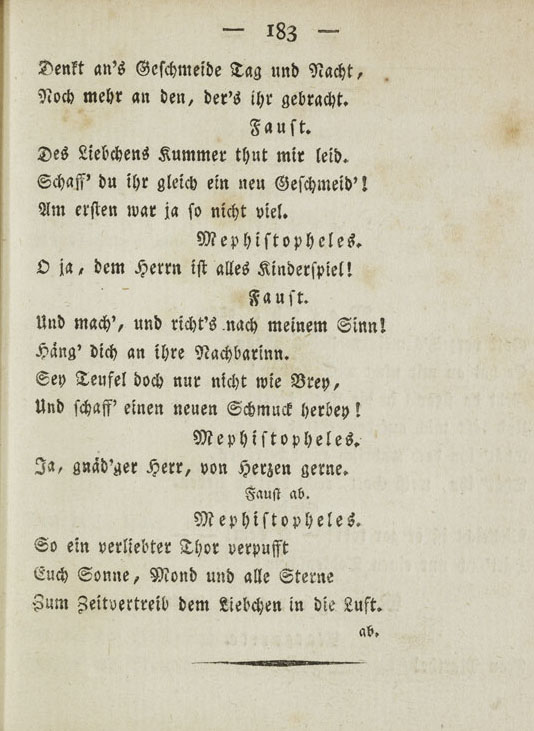 — 183 —
Denkt an's Geschmeide Tag und Nacht,
Noch mehr an den, der's ihr gebracht.
Faust.
Des Liebchens Kummer thut mir leid.
Schaff' du ihr gleich ein neu Geschmeid'!
Am ersten war ja so nicht viel.
Mephistopheles.
O ja, dem Herrn ist alles Kinderspiel!
Faust.
Und mach', und richt's nach meinem Sinn!
Häng' dich an ihre Nachbarinn.
Sey Teufel doch nur nicht wie Brey,
Und schaff' einen neuen Schmuck herbey!
Mephistopheles.
Ja, gnäd'ger Herr, von Herzen gerne.
Faust ab.
Mephistopheles.
So ein verliebter Thor verpufft
Euch Sonne, Mond und alle Sterne
Zum Zeitvertreib dem Liebchen in die Luft.
ab.